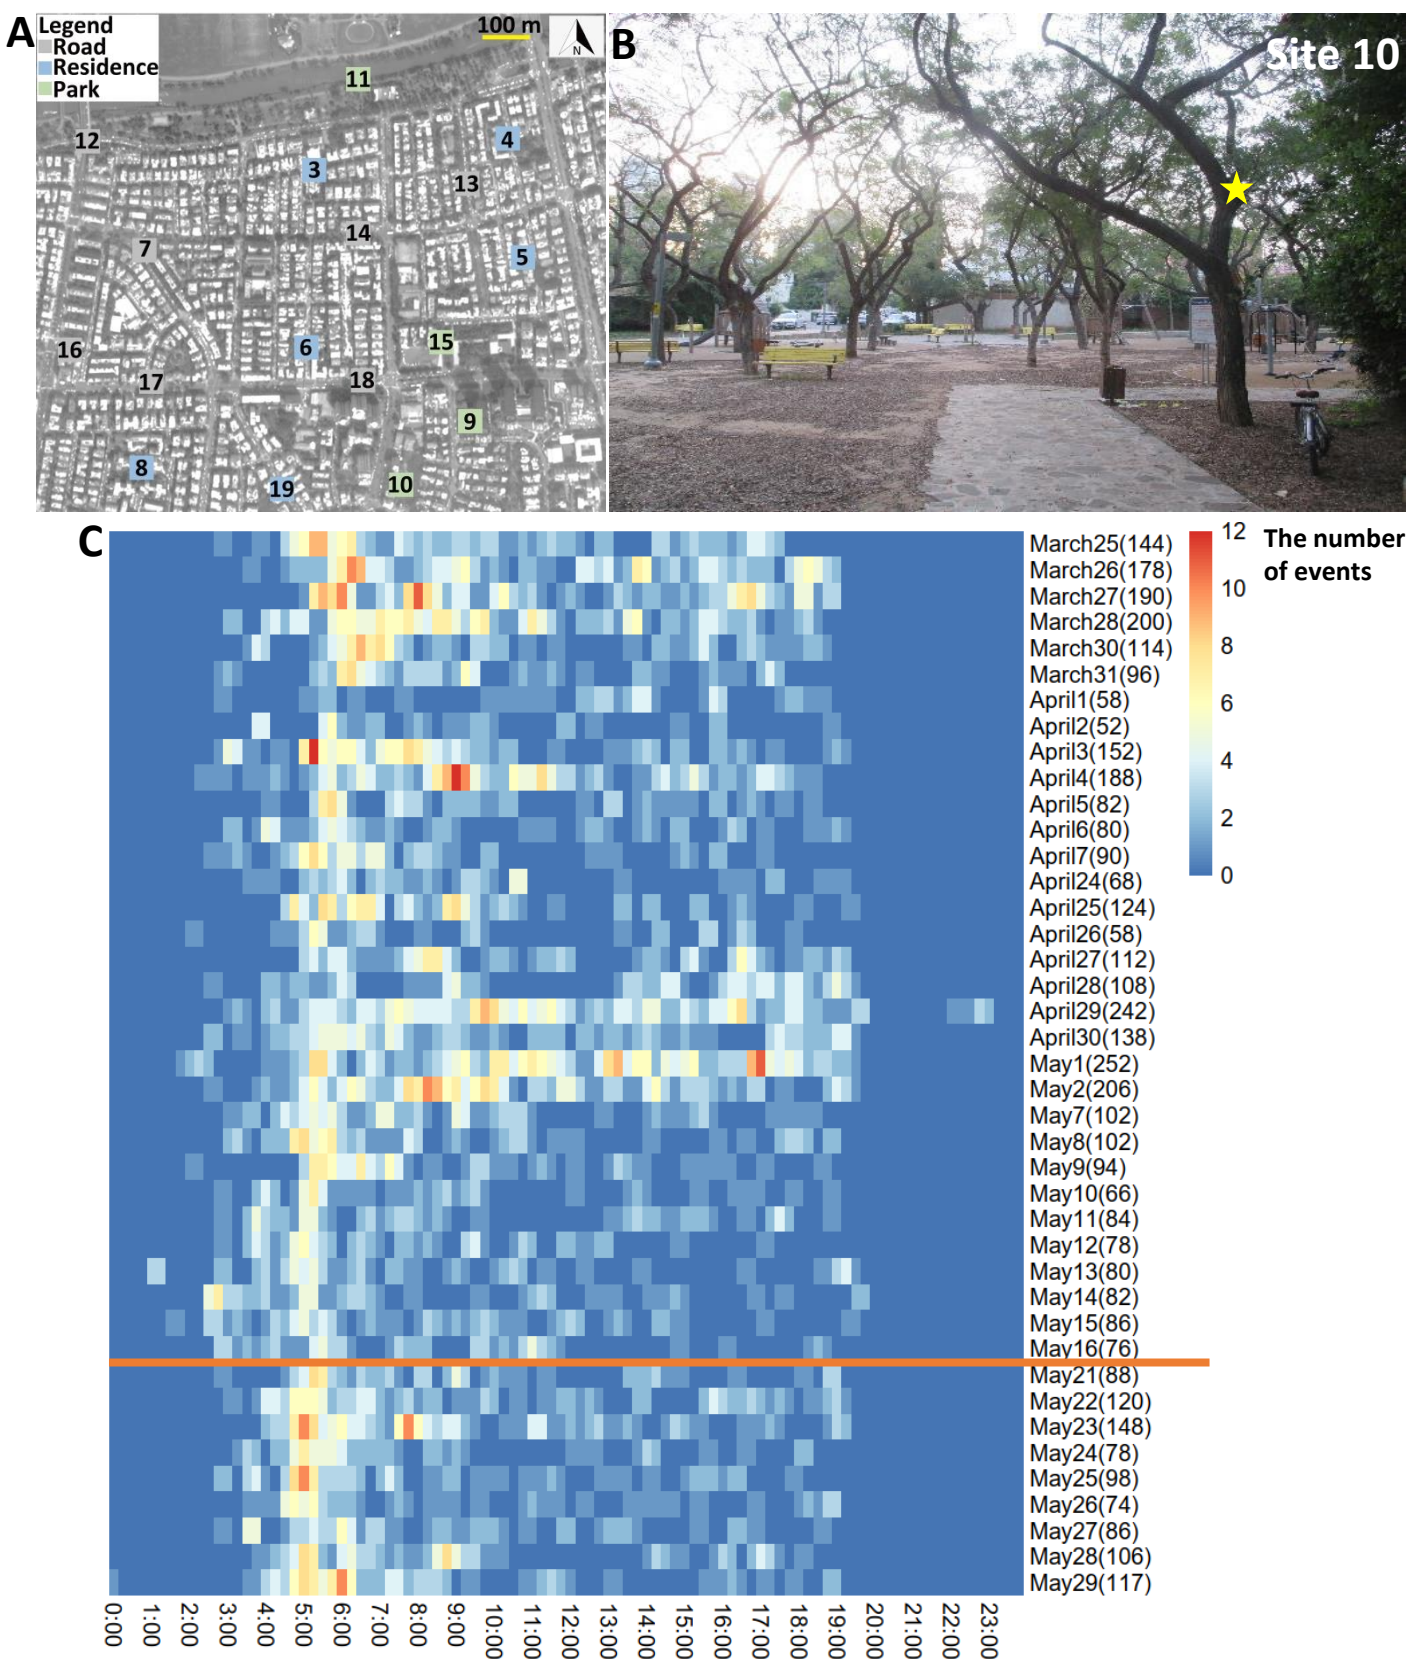 A
Legend
Road
Residence
Park
100 m
N
11
12
4
3
13
14
7
5
15
6
16
17
18
9
8
19
10
B
Site 10
C
March25(144)
March26(178)
March27(190)
March28(200)
March30(114)
March31(96)
April1(58)
April2(52)
April3(152)
April4(188)
April5(82)
April6(80)
April7(90)
April24(68)
April25(124)
April26(58)
April27(112)
April28(108)
April29(242)
April30(138)
May1(252)
May2(206)
May7(102)
May8(102)
May9(94)
May10(66)
May11(84)
May12(78)
May13(80)
May14(82)
May15(86)
May16(76)
May21(88)
May22(120)
May23(148)
May24(78)
May25(98)
May26(74)
May27(86)
May28(106)
May29(117)
12
10
8
6
4
2
0
The number
of events
0:00
1:00
2:00
3:00
4:00
5:00
6:00
7:00
8:00
9:00
10:00
11:00
12:00
13:00
14:00
15:00
16:00
17:00
18:00
19:00
20:00
21:00
22:00
23:00